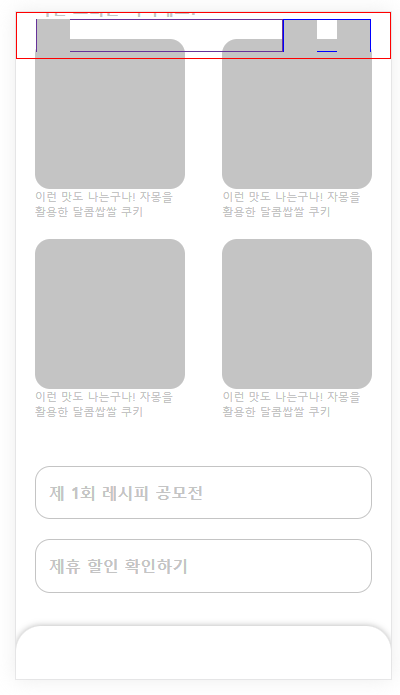 이런 맛도 나는구나! 자몽을
활용한 달콤쌉쌀 쿠키
이런 맛도 나는구나! 자몽을
활용한 달콤쌉쌀 쿠키
이런 맛도 나는구나! 자몽을
활용한 달콤쌉쌀 쿠키
이런 맛도 나는구나! 자몽을
활용한 달콤쌉쌀 쿠키
제 1회 레시피 공모전
제휴 할인 확인하기